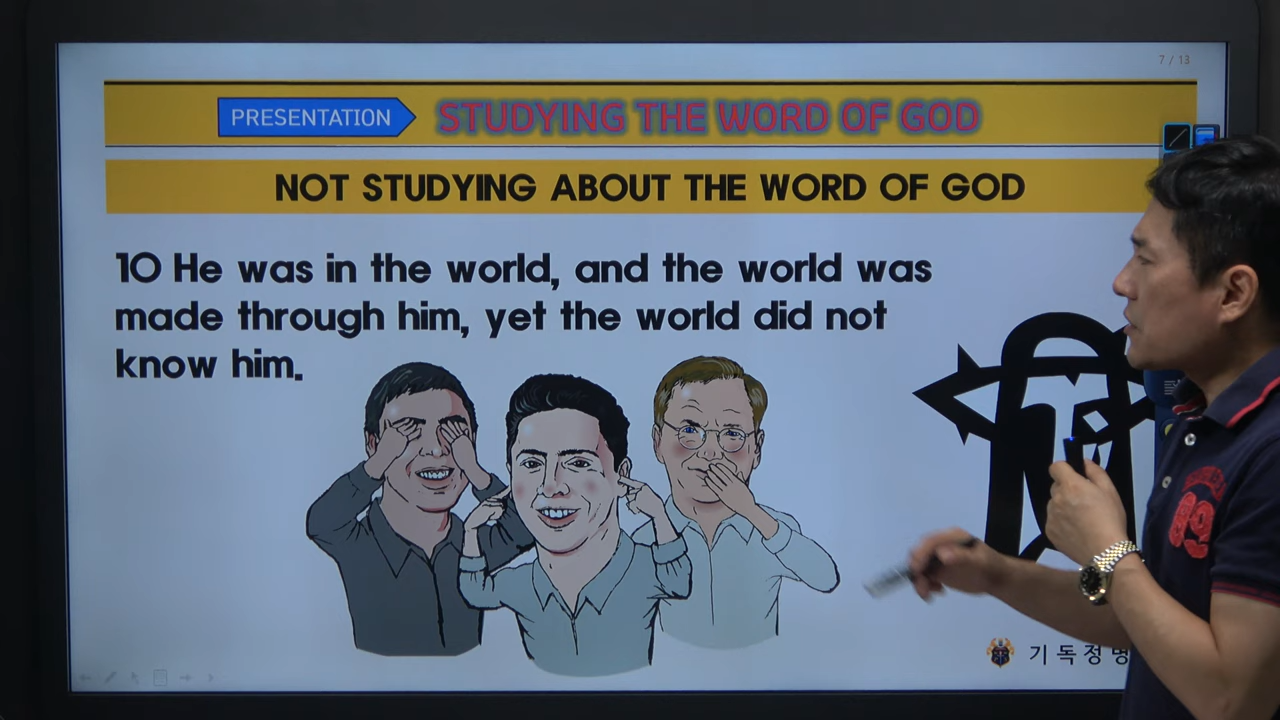 7 / 13
PRESENTATION
STUDYING THE WORD OF GOD
NOT STUDYING ABOUT THE WORD OF GOD
10 He was in the world, and the world was
made through him, yet the world did not
know him.
89
기독정명